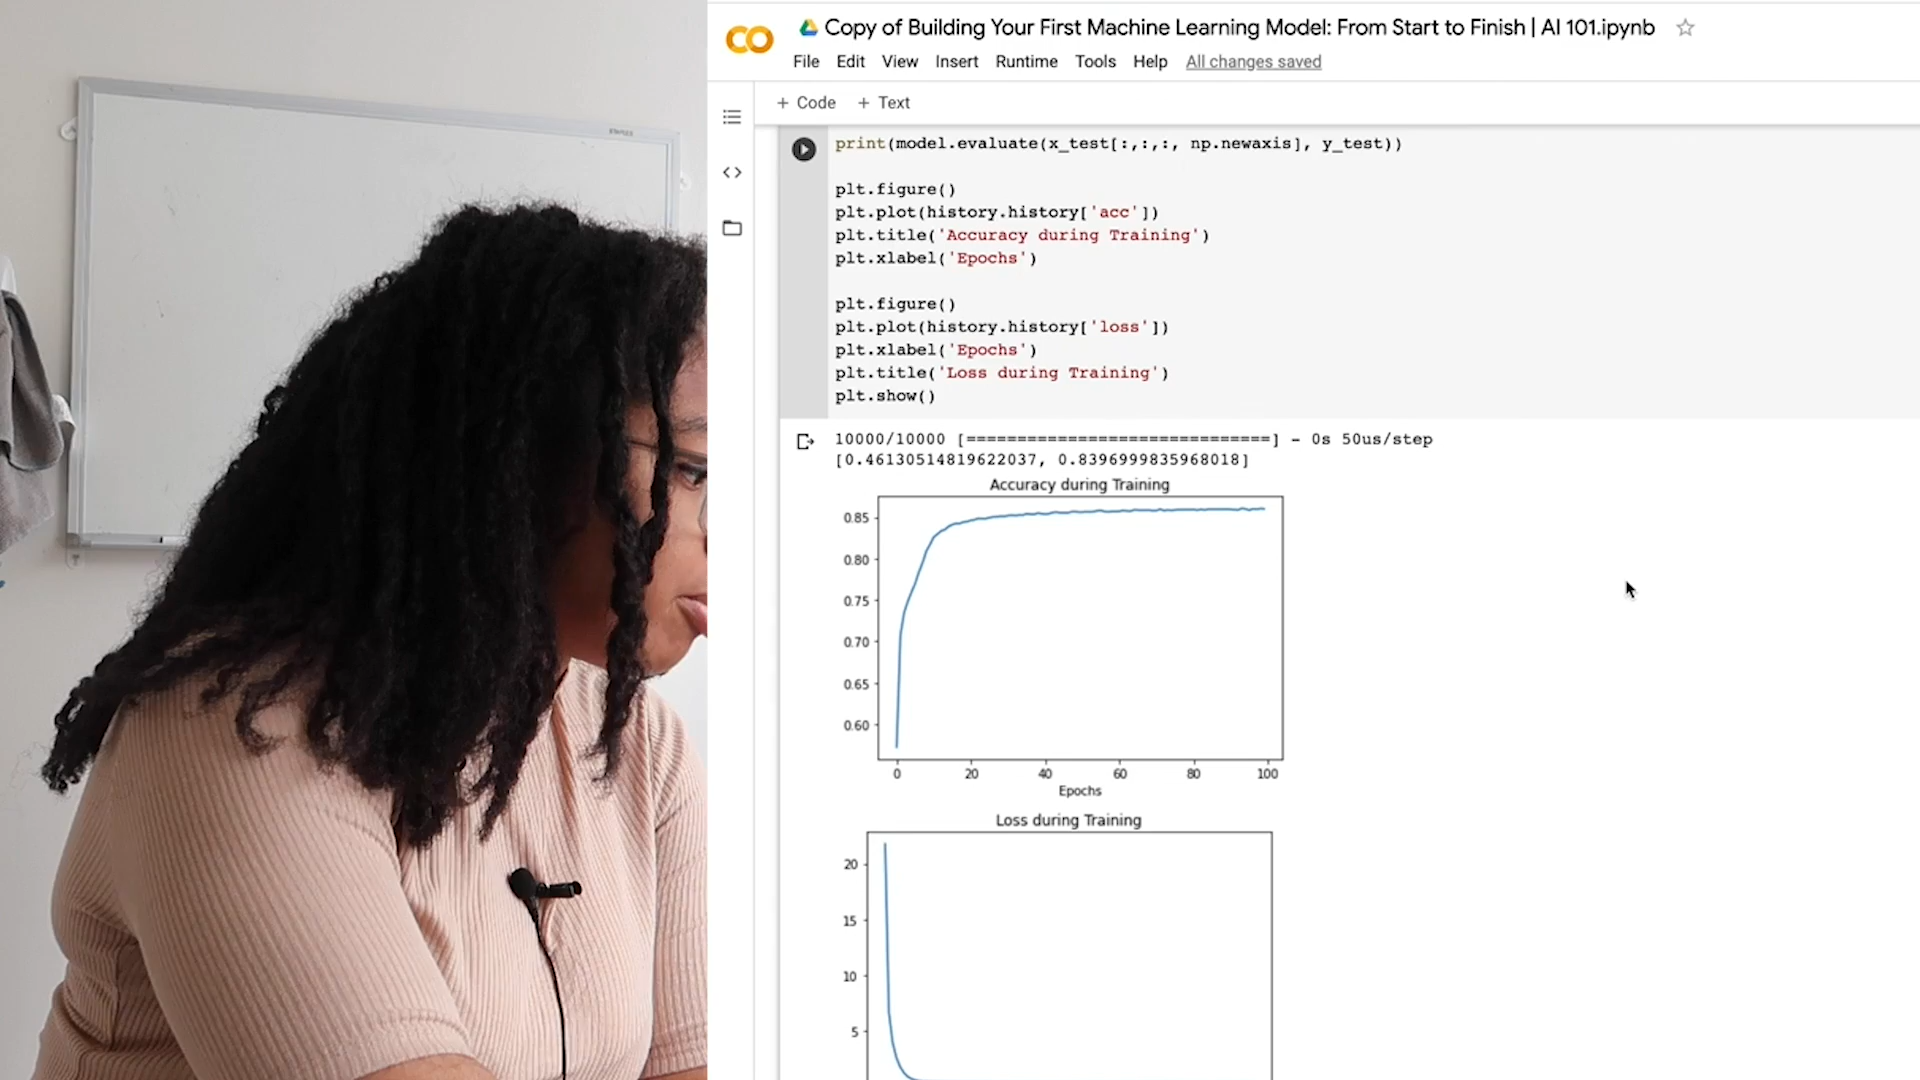 STAPLES
CO
Copy of Building Your First Machine Learning Model: From Start to Finish | AI 101.ipynb
File Edit View Insert Runtime Tools Help All changes saved
+ Code + Text
print(model.evaluate(x_test[:,:,:, np.newaxis], y_test))
plt.figure()
plt.plot(history.history['acc'])
plt.title('Accuracy during Training')
plt.xlabel('Epochs')
plt.figure()
plt.plot(history.history['loss'])
plt.xlabel('Epochs')
plt.title('Loss during Training')
plt.show()
10000/10000 [==============================] - 0s 50us/step
[0.46130514819622037, 0.8396999835968018]
Accuracy during Training
0.85
0.80
0.75
0.70
0.65
0.60
0 20 40 60 80 100
Epochs
Loss during Training
20
15
10
5